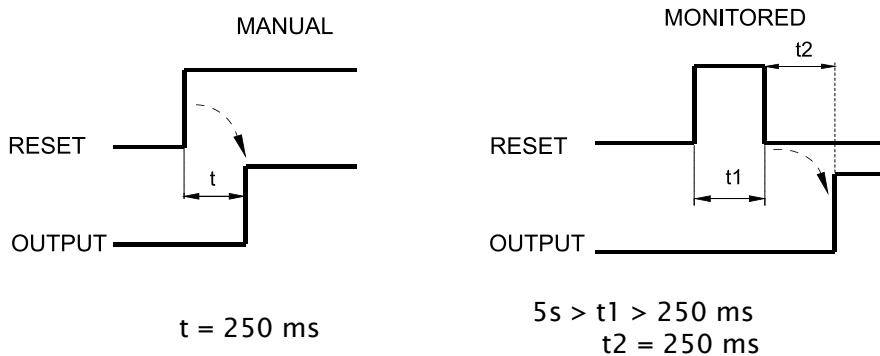 MANUAL
RESET
t
OUTPUT
t = 250 ms
MONITORED
t2
RESET
t1
OUTPUT
5s > t1 > 250 ms
t2 = 250 ms